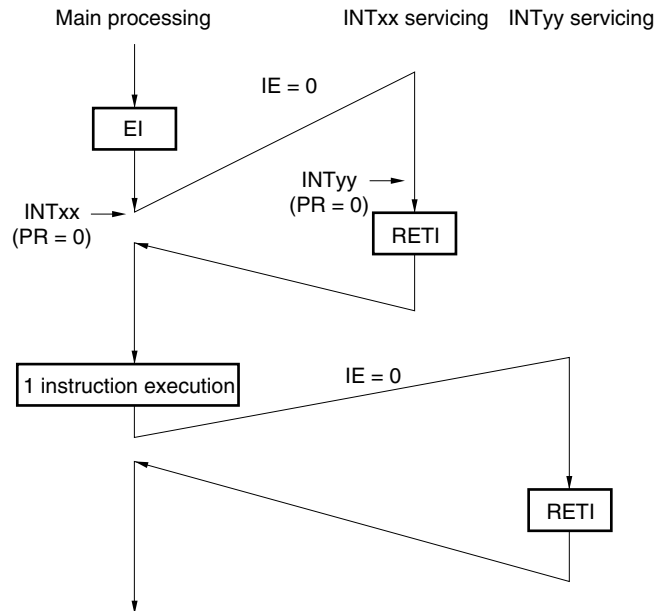 Main processing
INTxx servicing
INTyy servicing
IE = 0
EI
INTyy
(PR = 0)
INTxx
(PR = 0)
RETI
1 instruction execution
IE = 0
RETI